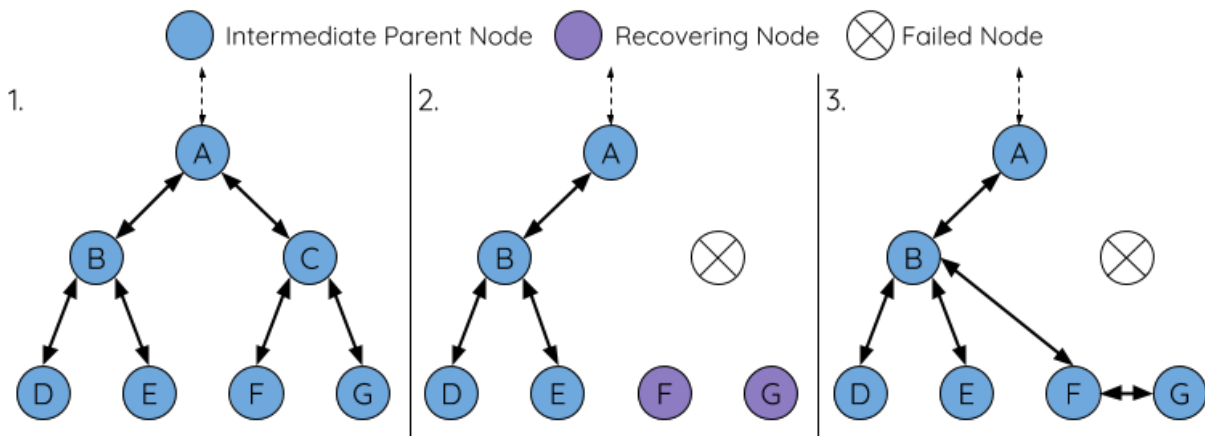 Intermediate Parent Node Recovering Node Failed Node
1. 2. 3.
A A A
B C B B
D E F G D E F G D E F G